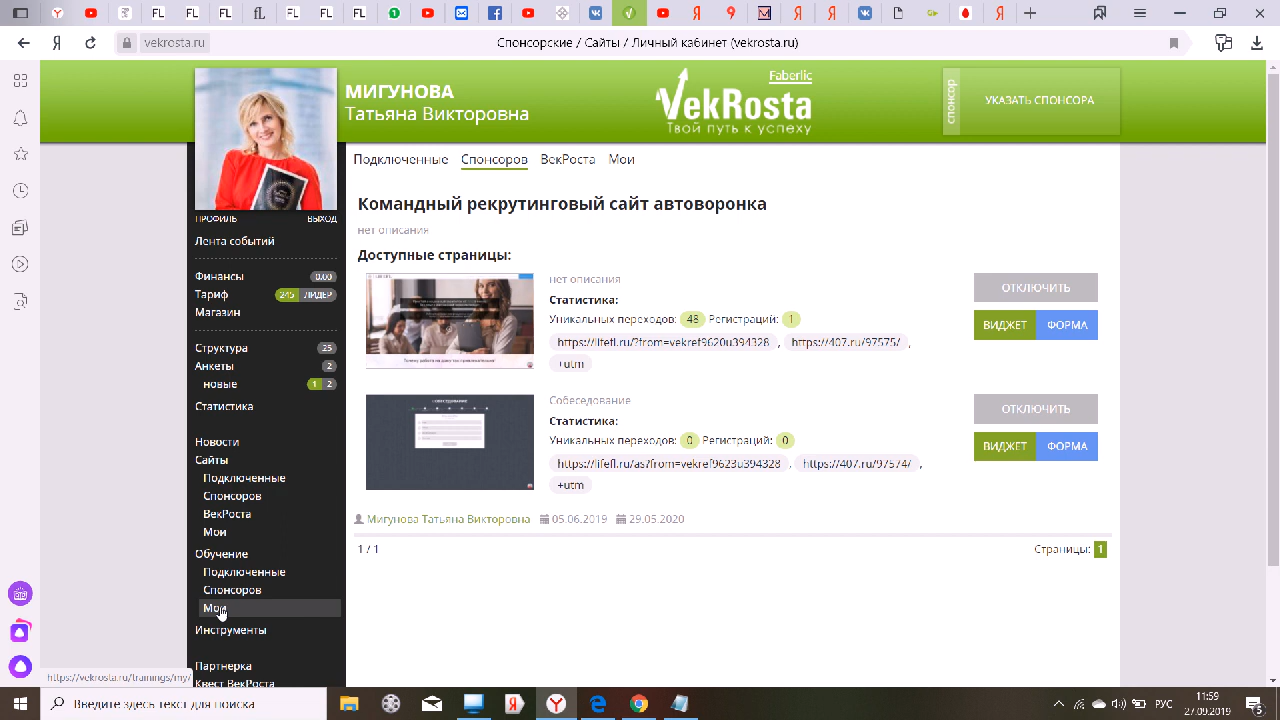 vekrosta.ru
Спонсорские / Сайты / Личный кабинет (vekrosta.ru)
МИГУНОВА
Татьяна Викторовна
Faberlic
VekRosta
Твой путь к успеху
спонсор
УКАЗАТЬ СПОНСОРА
ПРОФИЛЬ ВЫХОД
Лента событий
Финансы 0.00
Тариф 245 ЛИДЕР
Магазин
Структура 25
Анкеты 2
новые 1 2
Статистика
Новости
Сайты
Подключенные
Спонсоров
ВекРоста
Мои
Обучение
Подключенные
Спонсоров
Мои
Инструменты
Партнерка
Квест ВекРоста
Подключенные Спонсоров ВекРоста Мои
Командный рекрутинговый сайт автоворонка
нет описания
Доступные страницы:
нет описания
Статистика:
Уникальных переходов: 48 Регистраций: 1
https://lifefl.ru/?from=vekref9620u394328 , https://407.ru/97575/ ,
+utm
ОТКЛЮЧИТЬ
ВИДЖЕТ ФОРМА
Собеседование
Статистика:
Уникальных переходов: 0 Регистраций: 0
https://lifefl.ru/as?from=vekref9623u394328 , https://407.ru/97574/ ,
+utm
ОТКЛЮЧИТЬ
ВИДЖЕТ ФОРМА
Мигунова Татьяна Викторовна 05.06.2019 29.05.2020
1 / 1 Страницы: 1
https://vekrosta.ru/trainings/my/
Введите здесь текст для поиска
РУС
11:59
27.09.2019